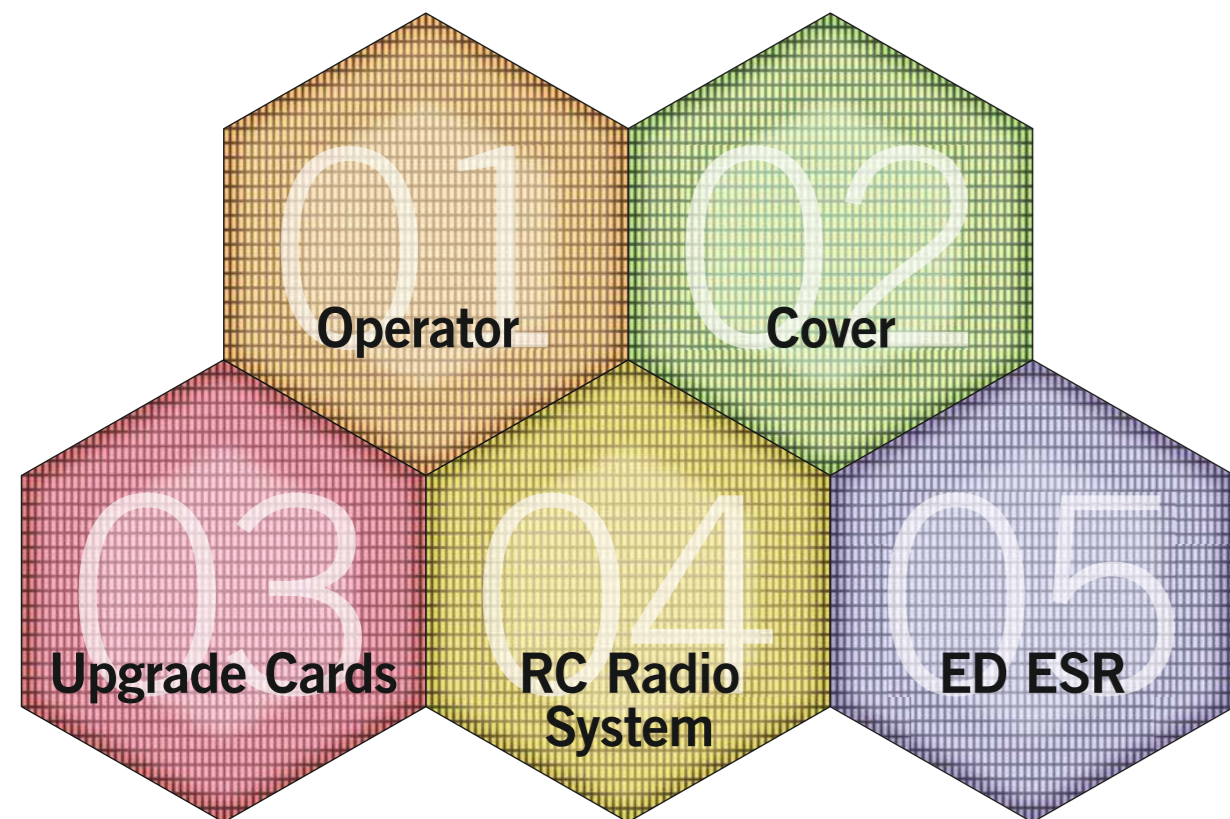 01
Operator
02
Cover
03
Upgrade Cards
04
RC Radio
System
05
ED ESR